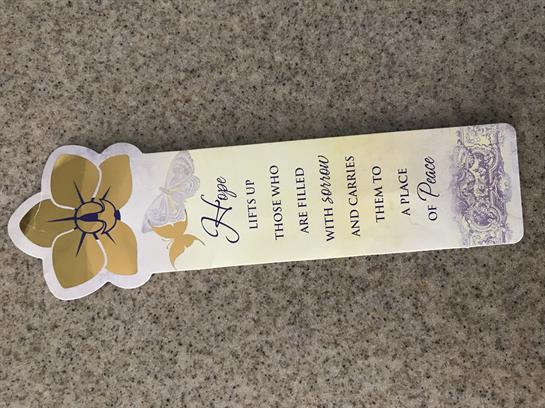 Hope
LIFTS UP
THOSE WHO
ARE FILLED
WITH sorrow
AND CARRIES
THEM TO
A PLACE
OF Peace